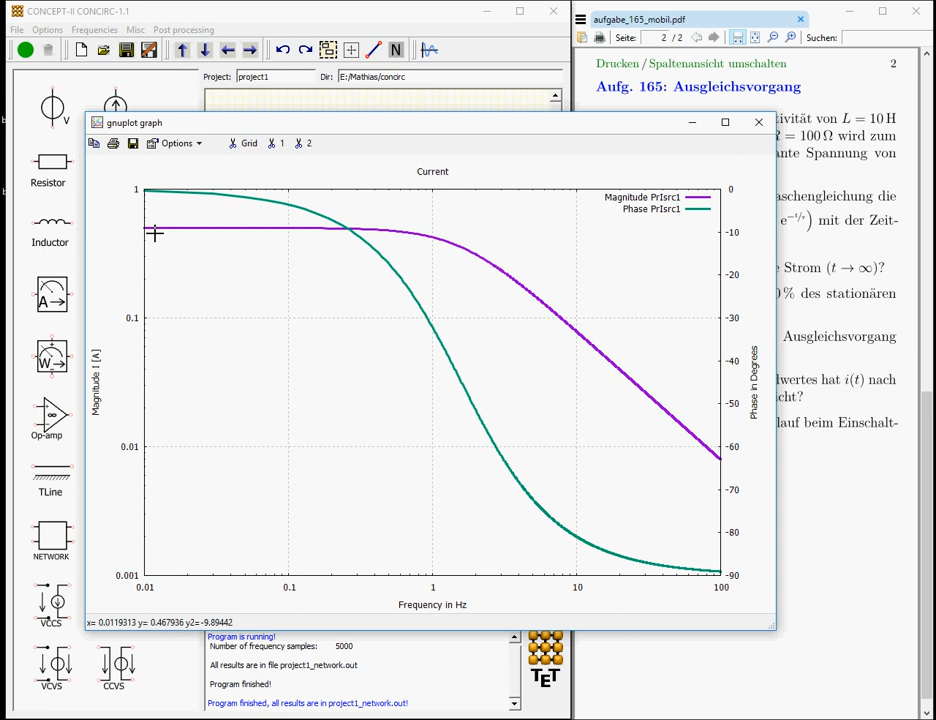 CONCEPT-II CONCIRC-1.1
File Options Frequencies Misc Post processing
N
Project: project1 Dir: E:/Mathias/concirc
V
Resistor
Inductor
A
W
Op-amp
TLine
NETWORK
VCCS
VCVS CCVS
aufgabe_165_mobil.pdf
Seite: 2 / 2 Suchen:
Drucken / Spaltenansicht umschalten 2
Aufg. 165: Ausgleichsvorgang
tivität von L = 10 H
= 100 Ω wird zum
ante Spannung von
aschengleichung die
e^{−t/τ}) mit der Zeit-
e Strom (t → ∞)?
0 % des stationären
Ausgleichsvorgang
dwertes hat i(t) nach
icht?
lauf beim Einschalt-
gnuplot graph
Options Grid 1 2
Current
Magnitude PrIsrc1
Phase PrIsrc1
1
0.1
0.01
0.001
Magnitude I [A]
0
-10
-20
-30
-40
-50
-60
-70
-80
-90
Phase in Degrees
0.01 0.1 1 10 100
Frequency in Hz
x= 0.0119313 y= 0.467936 y2=-9.89442
Program is running!
Number of frequency samples: 5000
All results are in file project1_network.out
Program finished!
Program finished, all results are in project1_network.out!
TET